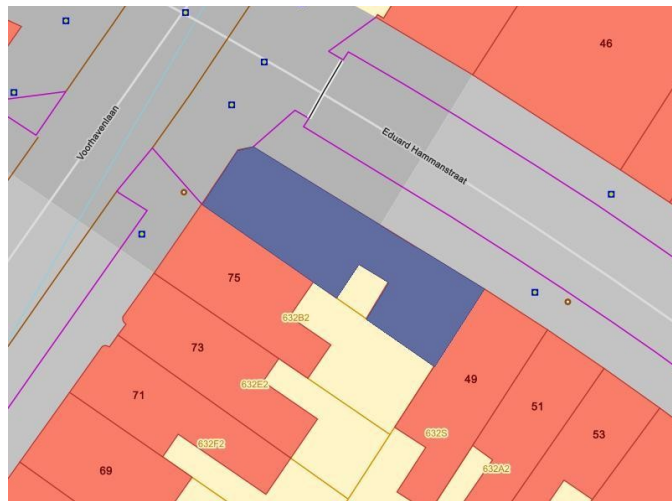 46
Voorhavenlaan
Eduard Hammanstraat
75
632B2
73
632E2
49
71
51
53
632S
632F2
632A2
69